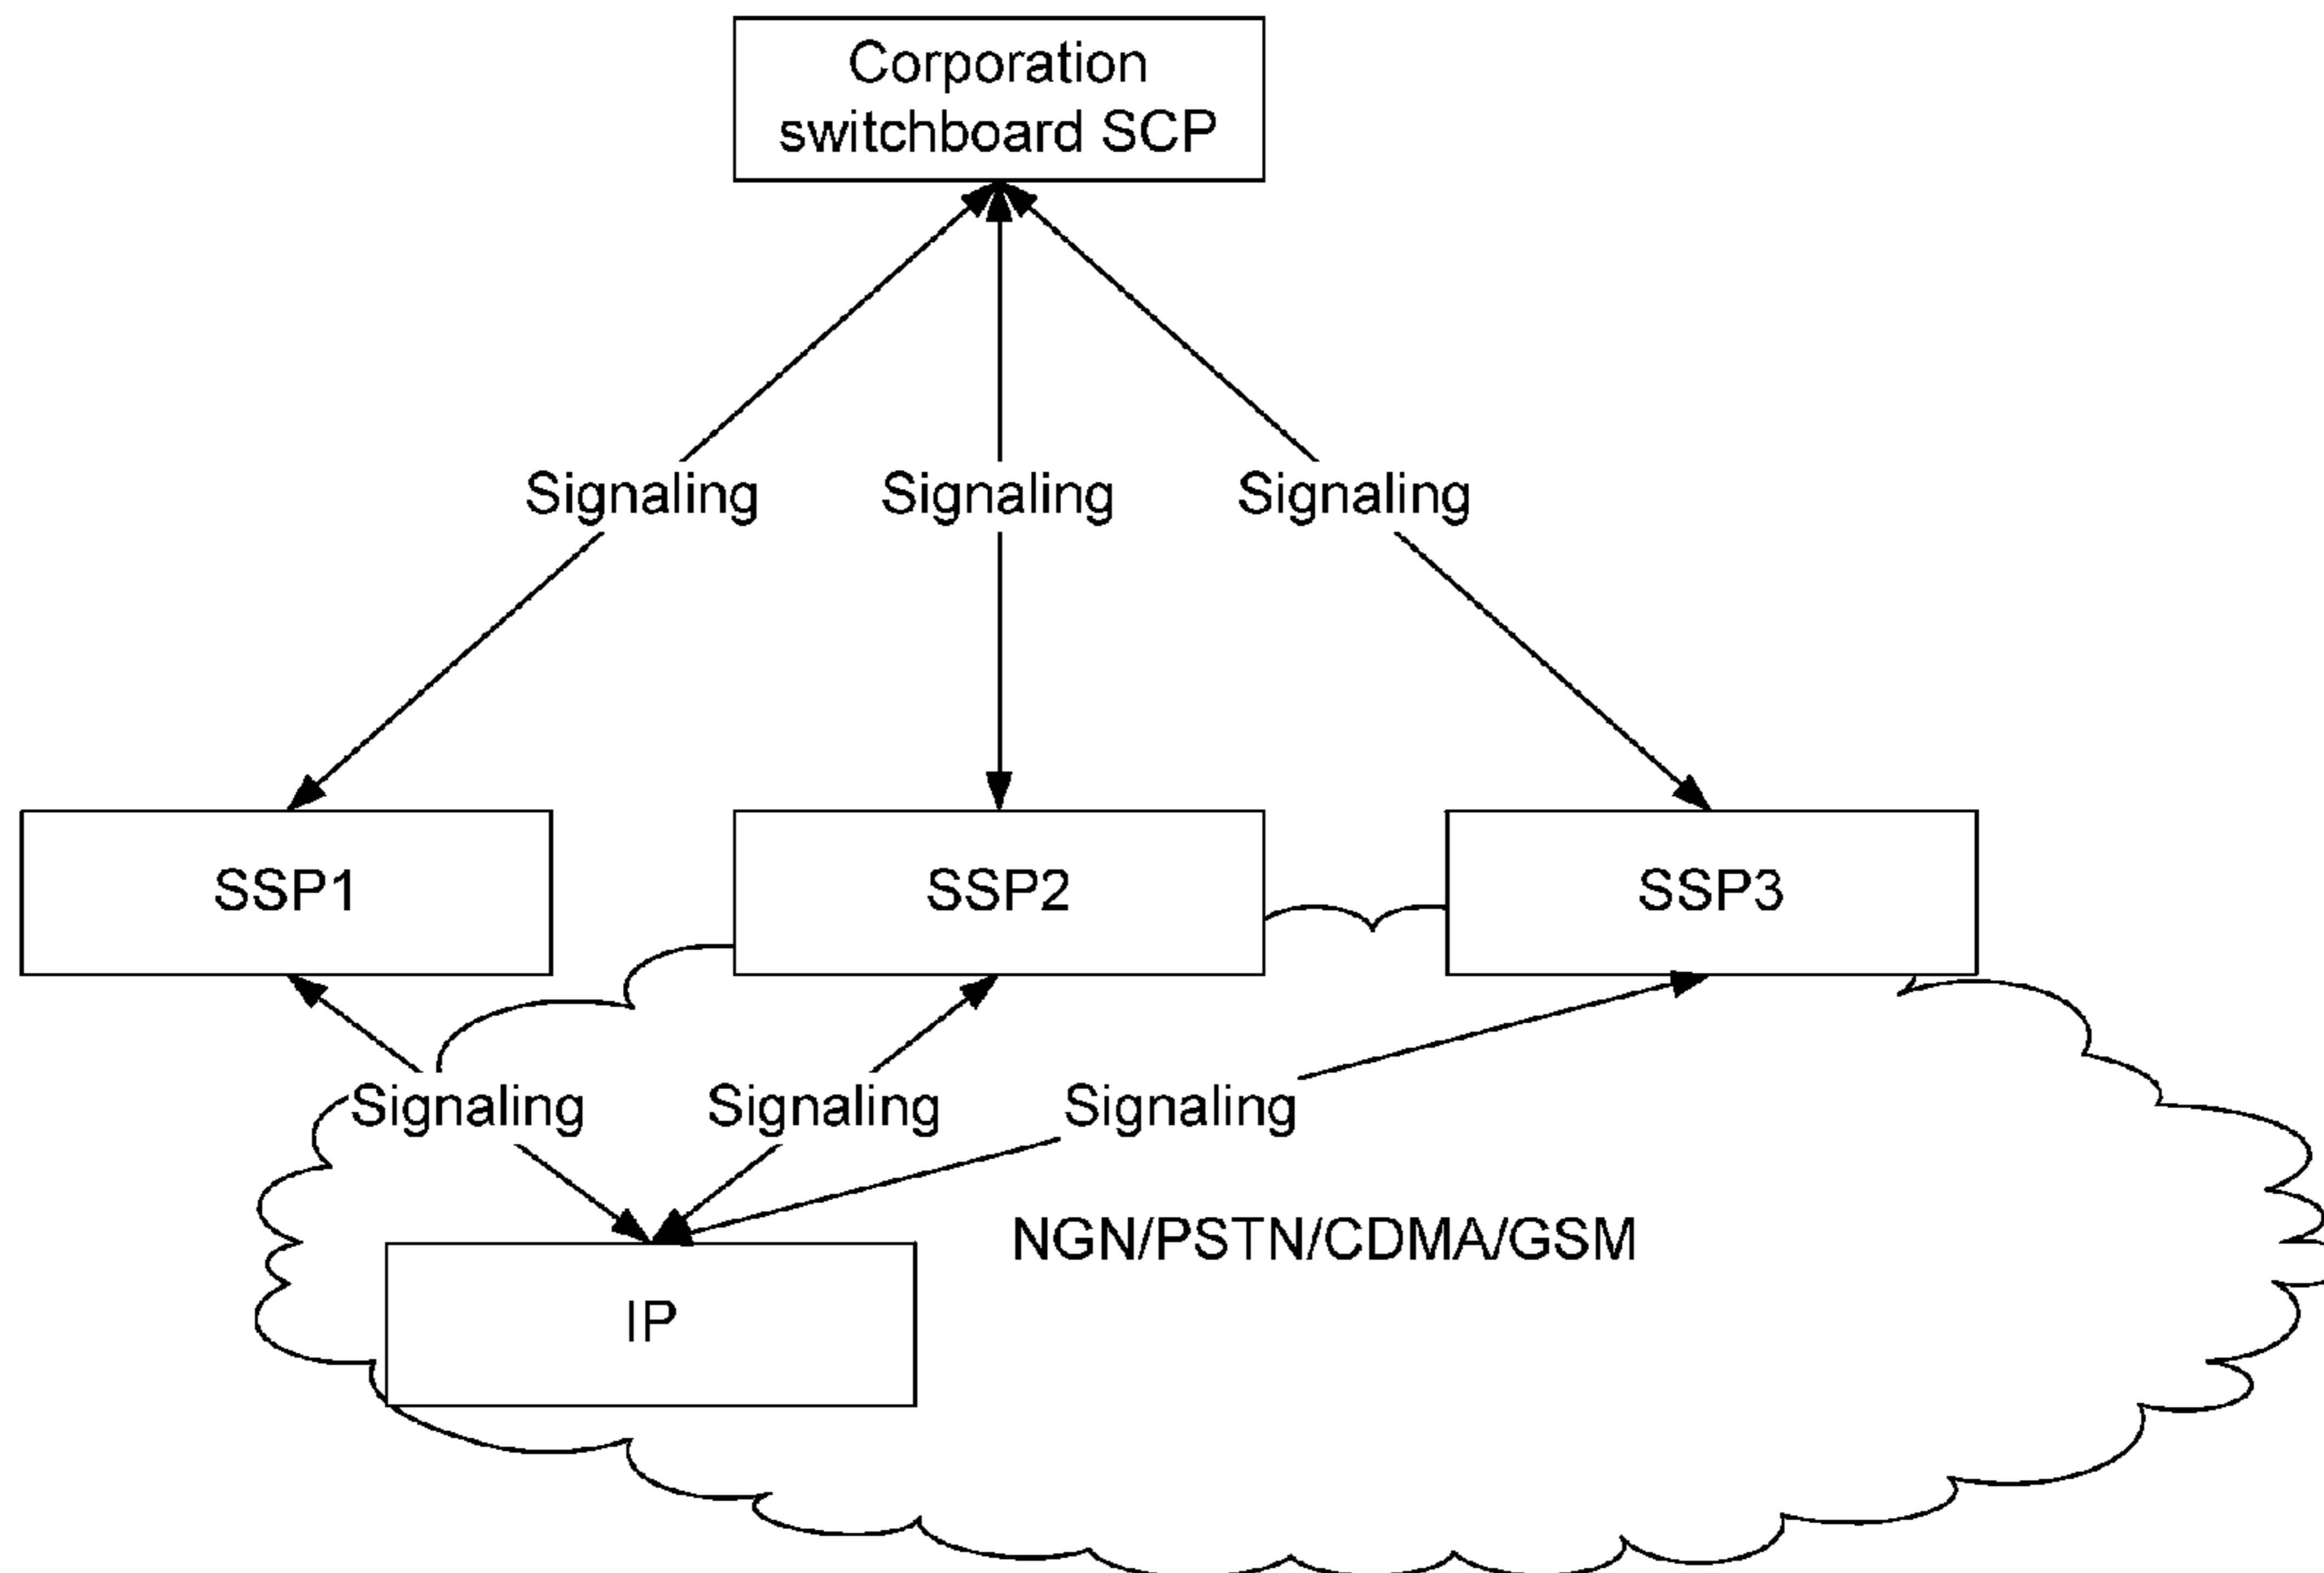 Corporation
switchboard SCP
Signaling
Signaling
Signaling
SSP1
SSP2
SSP3
Signaling
Signaling
Signaling
NGN/PSTN/CDMA/GSM
IP